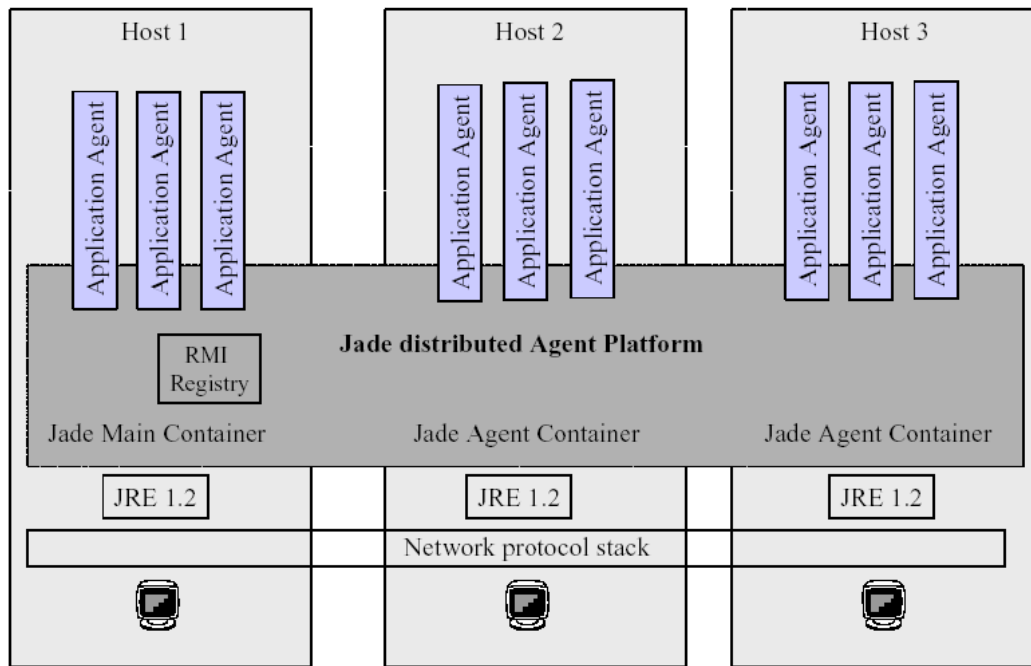 Host 1
Host 2
Host 3
Application Agent
Application Agent
Application Agent
Application Agent
Application Agent
Application Agent
Application Agent
Application Agent
Application Agent
Jade distributed Agent Platform
RMI
Registry
Jade Main Container
Jade Agent Container
Jade Agent Container
JRE 1.2
JRE 1.2
JRE 1.2
Network protocol stack